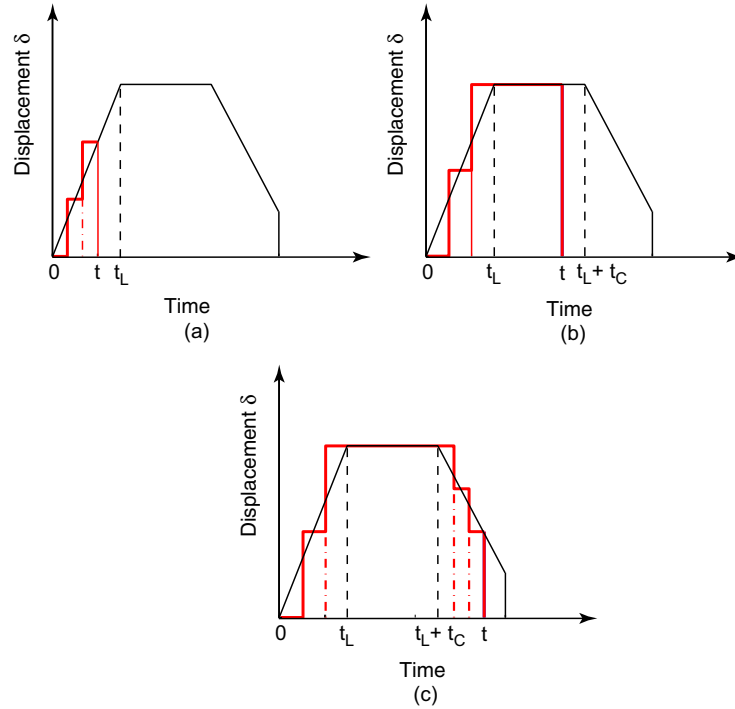 Displacement δ
0 t t_L
Time
(a)
Displacement δ
0 t_L t t_L + t_C
Time
(b)
Displacement δ
0 t_L t_L + t_C t
Time
(c)